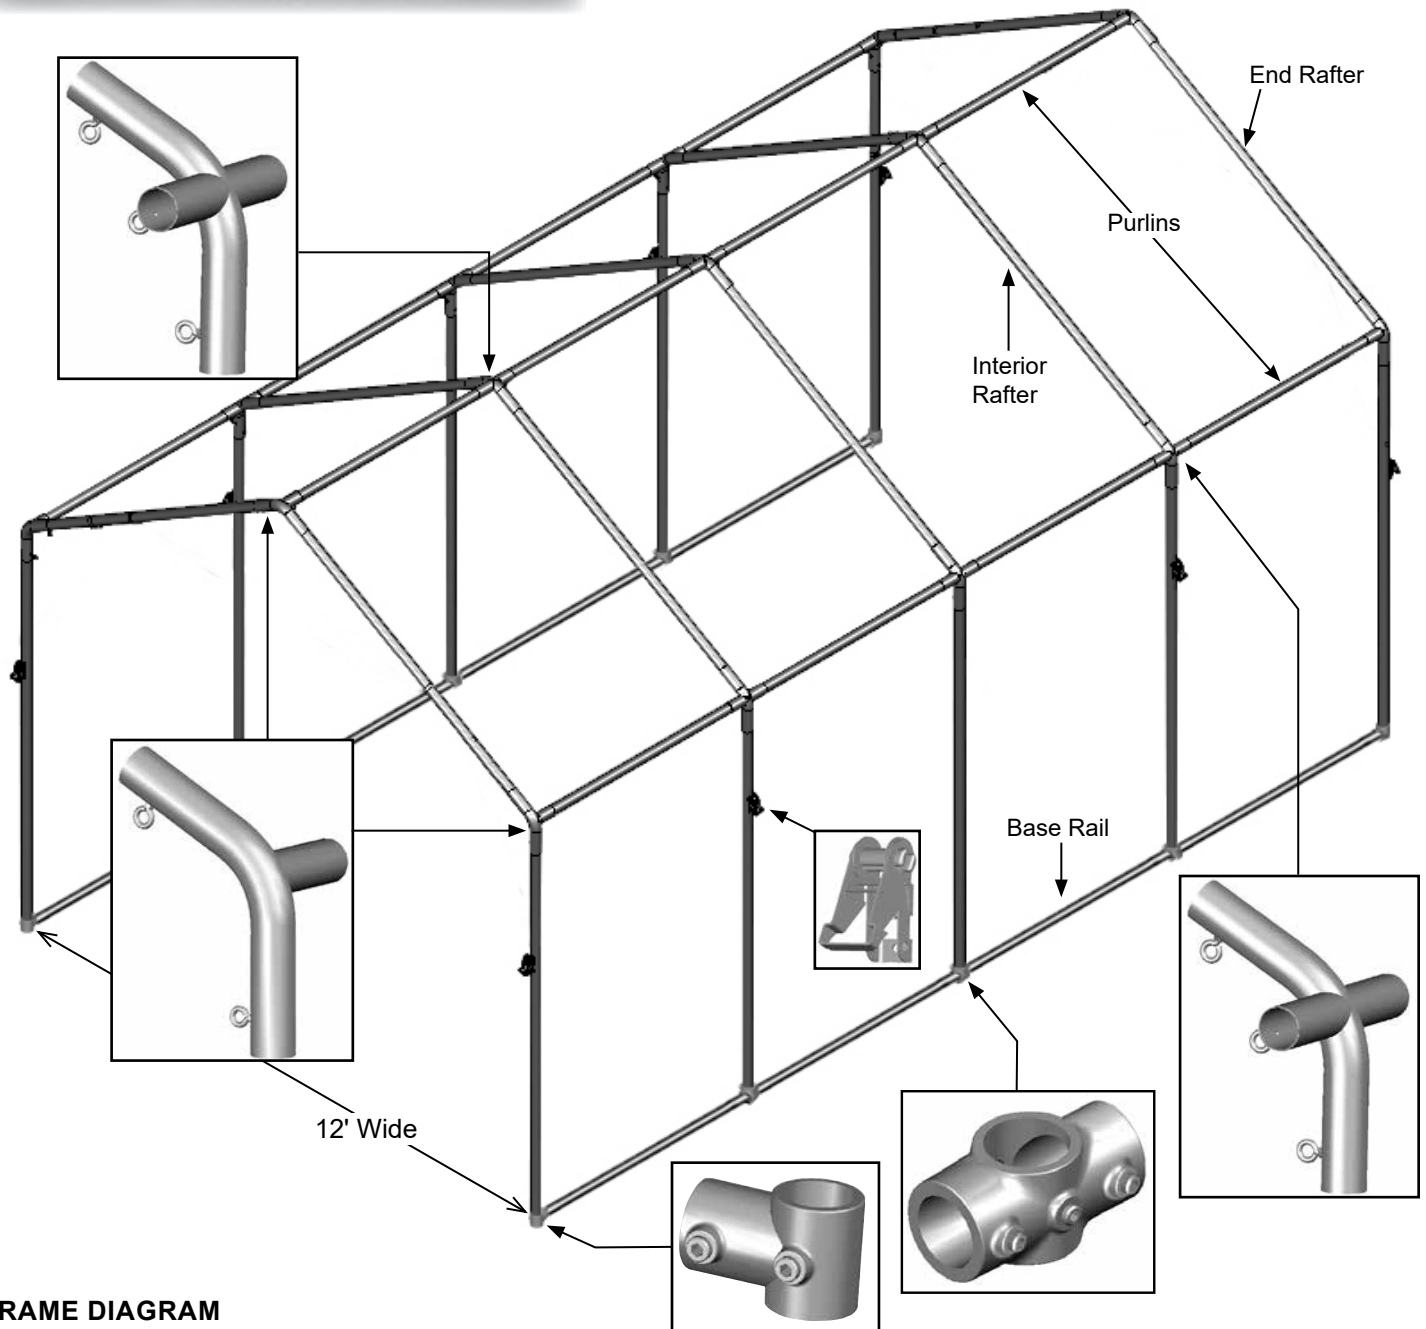 End Rafter
Purlins
Interior
Rafter
Base Rail
12' Wide
RAME DIAGRAM